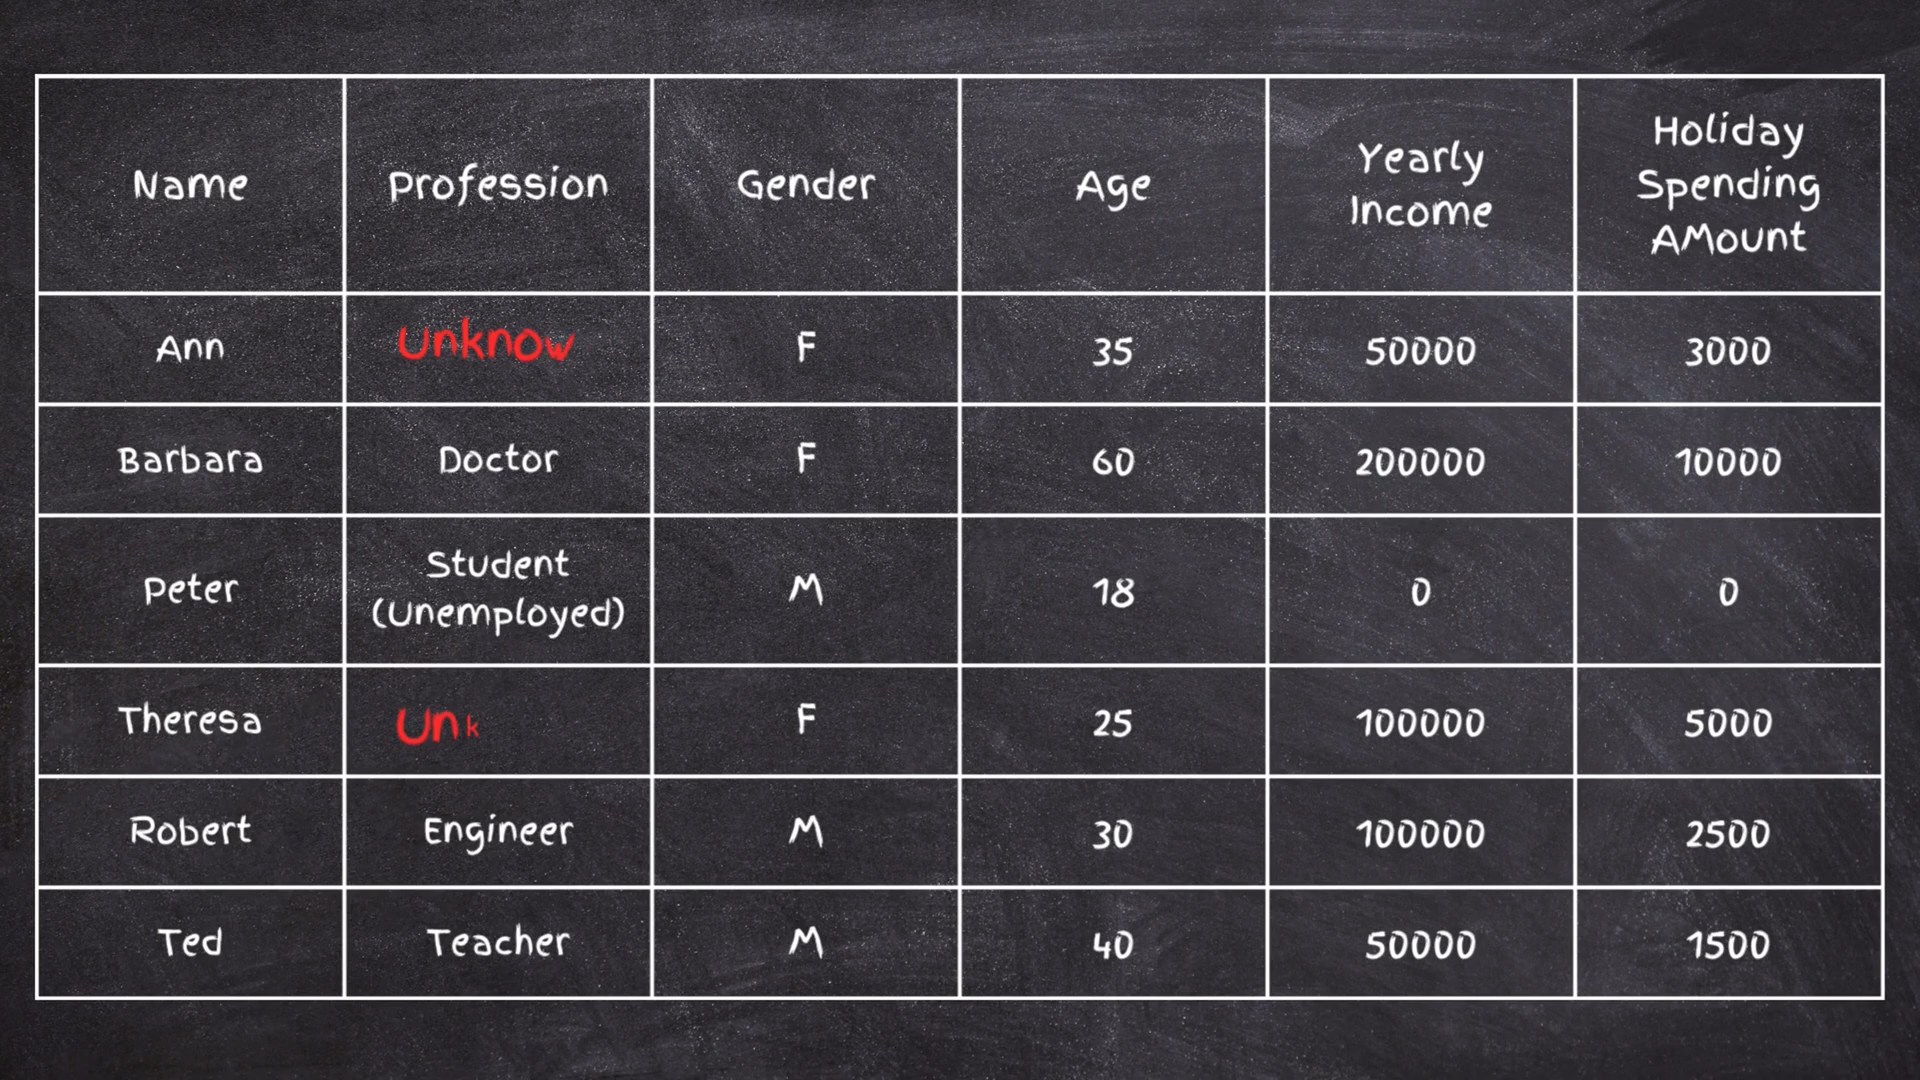 Name Profession Gender Age Yearly Income Holiday Spending AMount
Ann Unknow F 35 50000 3000
Barbara Doctor F 60 200000 10000
Peter Student (Unemployed) M 18 0 0
Theresa Unk F 25 100000 5000
Robert Engineer M 30 100000 2500
Ted Teacher M 40 50000 1500